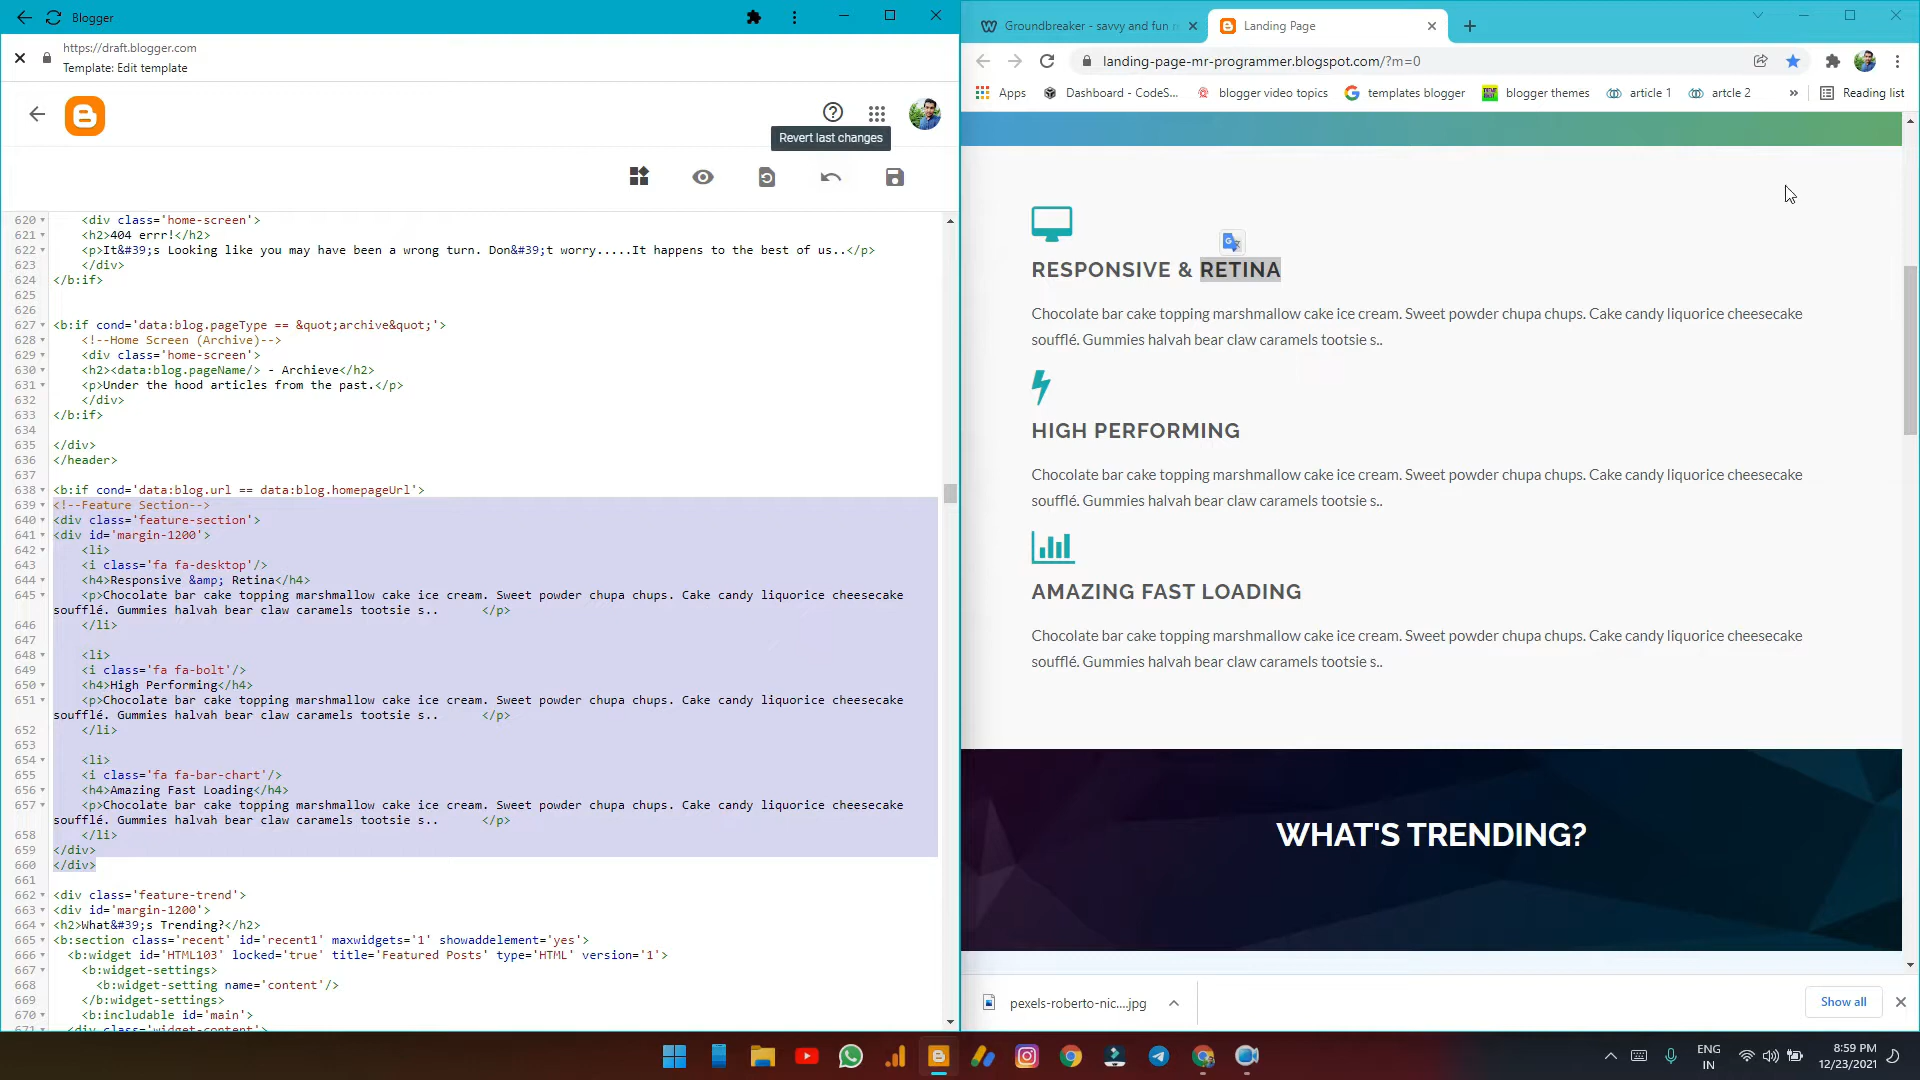 Blogger
https://draft.blogger.com
Template: Edit template
Revert last changes
620 <div class='home-screen'>
621 <h2>404 errr!</h2>
622 <p>It&#39;s Looking like you may have been a wrong turn. Don&#39;t worry.....It happens to the best of us..</p>
623 </div>
624 </b:if>
625
626
627 <b:if cond='data:blog.pageType == &quot;archive&quot;'>
628 <!--Home Screen (Archive)-->
629 <div class='home-screen'>
630 <h2><data:blog.pageName/> - Archieve</h2>
631 <p>Under the hood articles from the past.</p>
632 </div>
633 </b:if>
634
635 </div>
636 </header>
637
638 <b:if cond='data:blog.url == data:blog.homepageUrl'>
639 <!--Feature Section-->
640 <div class='feature-section'>
641 <div id='margin-1200'>
642 <li>
643 <i class='fa fa-desktop'/>
644 <h4>Responsive &amp; Retina</h4>
645 <p>Chocolate bar cake topping marshmallow cake ice cream. Sweet powder chupa chups. Cake candy liquorice cheesecake
soufflé. Gummies halvah bear claw caramels tootsie s.. </p>
646 </li>
647
648 <li>
649 <i class='fa fa-bolt'/>
650 <h4>High Performing</h4>
651 <p>Chocolate bar cake topping marshmallow cake ice cream. Sweet powder chupa chups. Cake candy liquorice cheesecake
soufflé. Gummies halvah bear claw caramels tootsie s.. </p>
652 </li>
653
654 <li>
655 <i class='fa fa-bar-chart'/>
656 <h4>Amazing Fast Loading</h4>
657 <p>Chocolate bar cake topping marshmallow cake ice cream. Sweet powder chupa chups. Cake candy liquorice cheesecake
soufflé. Gummies halvah bear claw caramels tootsie s.. </p>
658 </li>
659 </div>
660 </div>
661
662 <div class='feature-trend'>
663 <div id='margin-1200'>
664 <h2>What&#39;s Trending?</h2>
665 <b:section class='recent' id='recent1' maxwidgets='1' showaddelement='yes'>
666 <b:widget id='HTML103' locked='true' title='Featured Posts' type='HTML' version='1'>
667 <b:widget-settings>
668 <b:widget-setting name='content'/>
669 </b:widget-settings>
670 <b:includable id='main'>
671 <div class='widget-content'>
Groundbreaker - savvy and fun
Landing Page
landing-page-mr-programmer.blogspot.com/?m=0
Apps Dashboard - CodeS... blogger video topics templates blogger blogger themes article 1 artcle 2 » Reading list
RESPONSIVE & RETINA
Chocolate bar cake topping marshmallow cake ice cream. Sweet powder chupa chups. Cake candy liquorice cheesecake
soufflé. Gummies halvah bear claw caramels tootsie s..
HIGH PERFORMING
Chocolate bar cake topping marshmallow cake ice cream. Sweet powder chupa chups. Cake candy liquorice cheesecake
soufflé. Gummies halvah bear claw caramels tootsie s..
AMAZING FAST LOADING
Chocolate bar cake topping marshmallow cake ice cream. Sweet powder chupa chups. Cake candy liquorice cheesecake
soufflé. Gummies halvah bear claw caramels tootsie s..
WHAT'S TRENDING?
pexels-roberto-nic....jpg
Show all
ENG
IN
8:59 PM
12/23/2021